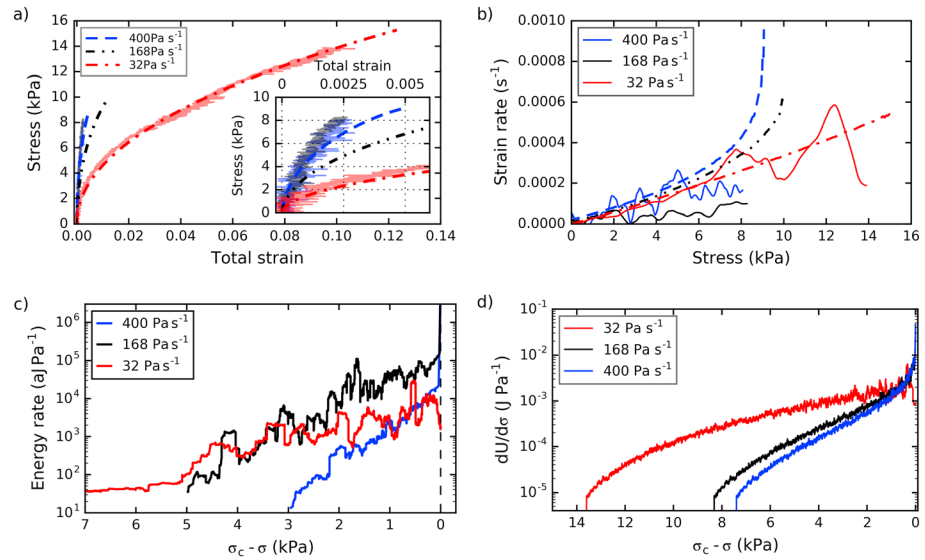 a)
Stress (kPa)
16
14
12
10
8
6
4
2
0
400Pa s⁻¹
168Pa s⁻¹
32Pa s⁻¹
Total strain
0 0.0025 0.005
Stress (kPa)
10
8
6
4
2
0
0.00 0.02 0.04 0.06 0.08 0.10 0.12 0.14
Total strain
b)
Strain rate (s⁻¹)
0.0010
0.0008
0.0006
0.0004
0.0002
0.0000
400 Pa s⁻¹
168 Pa s⁻¹
32 Pa s⁻¹
0 2 4 6 8 10 12 14 16
Stress (kPa)
c)
Energy rate (aJ Pa⁻¹)
10⁶
10⁵
10⁴
10³
10²
10¹
400 Pa s⁻¹
168 Pa s⁻¹
32 Pa s⁻¹
7 6 5 4 3 2 1 0
σc - σ (kPa)
d)
dU/dσ (J Pa⁻¹)
10⁻¹
10⁻²
10⁻³
10⁻⁴
10⁻⁵
32 Pa s⁻¹
168 Pa s⁻¹
400 Pa s⁻¹
14 12 10 8 6 4 2 0
σc - σ (kPa)